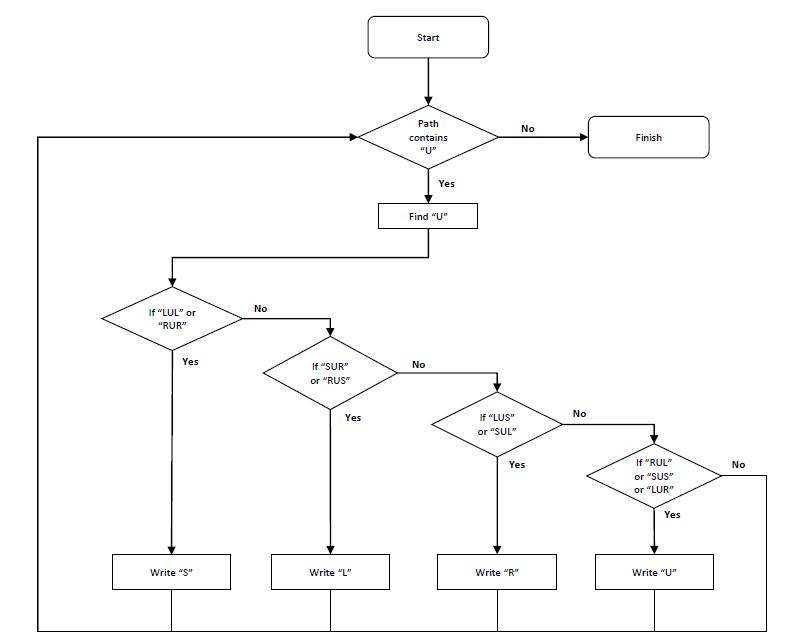 Start
Path
contains
“U”
No
Finish
Yes
Find “U”
If “LUL” or
“RUR”
No
Yes
If “SUR”
or “RUS”
No
Yes
If “LUS”
or “SUL”
No
Yes
If “RUL”
or “SUS”
or “LUR”
No
Yes
Write “S”
Write “L”
Write “R”
Write “U”